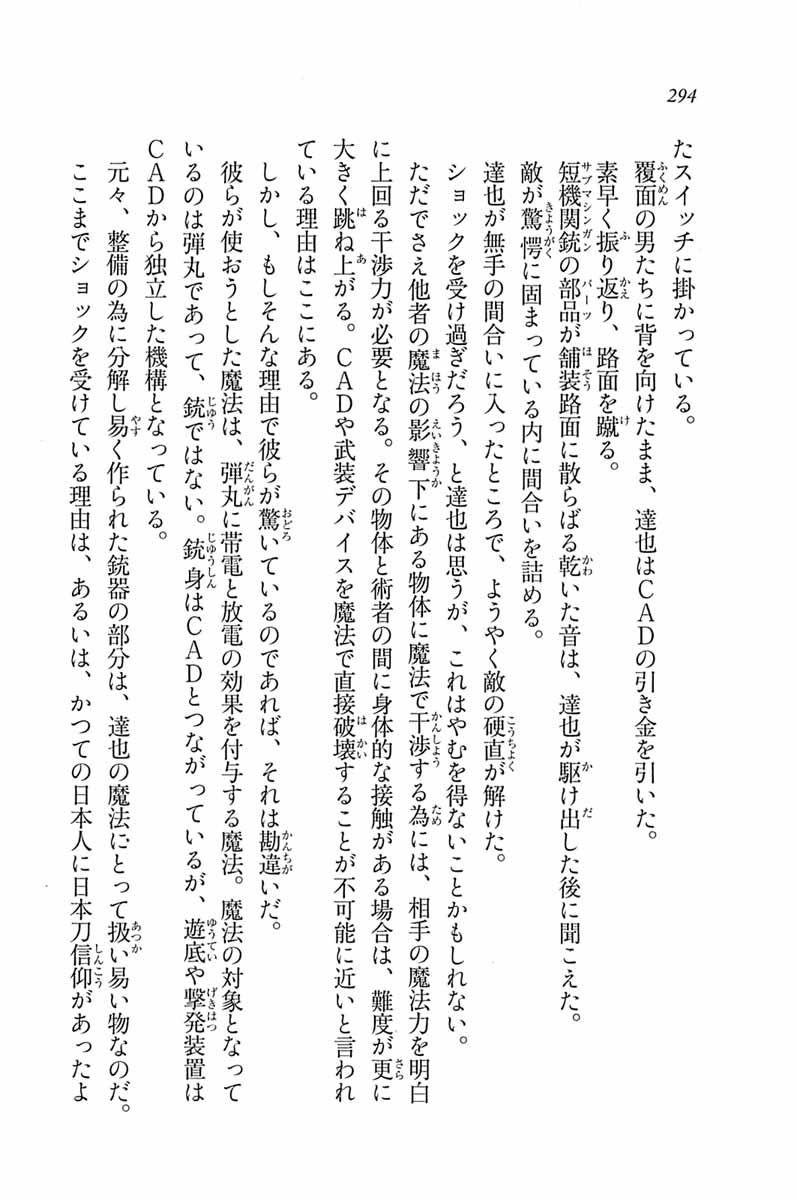 294
たスイッチに掛かっている。
覆面の男たちに背を向けたまま、達也はCADの引き金を引いた。
素早く振り返り、路面を蹴る。
短機関銃の部品が舗装路面に散らばる乾いた音は、達也が駆け出した後に聞こえた。
敵が驚愕に固まっている内に間合いを詰める。
達也が無手の間合いに入ったところで、ようやく敵の硬直が解けた。
ショックを受け過ぎだろう、と達也は思うが、これはやむを得ないことかもしれない。
ただでさえ他者の魔法の影響下にある物体に魔法で干渉する為には、相手の魔法力を明白
に上回る干渉力が必要となる。その物体と術者の間に身体的な接触がある場合は、難度が更に
大きく跳ね上がる。CADや武装デバイスを魔法で直接破壊することが不可能に近いと言われ
ている理由はここにある。
しかし、もしそんな理由で彼らが驚いているのであれば、それは勘違いだ。
彼らが使おうとした魔法は、弾丸に帯電と放電の効果を付与する魔法。魔法の対象となって
いるのは弾丸であって、銃ではない。銃身はCADとつながっているが、遊底や撃発装置は
CADから独立した機構となっている。
元々、整備の為に分解し易く作られた銃器の部分は、達也の魔法にとって扱い易い物なのだ。
ここまでショックを受けている理由は、あるいは、かつての日本人に日本刀信仰があったよ